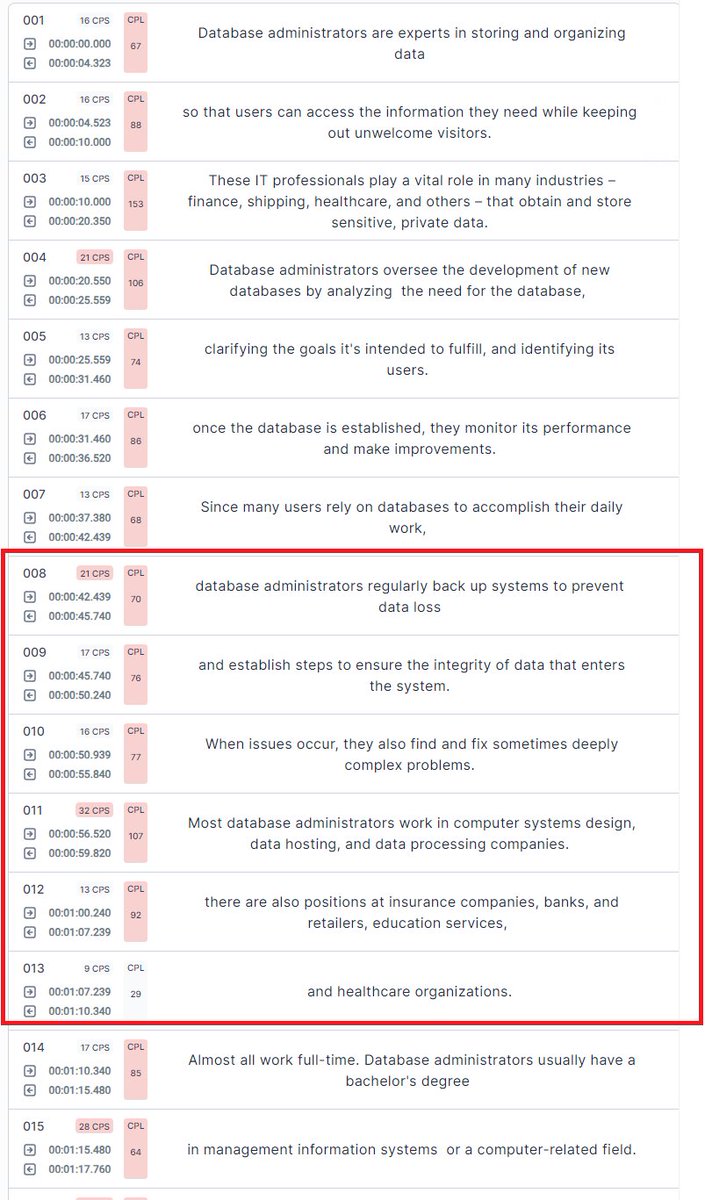 001 16 CPS CPL
00:00:00.000 67
00:00:04.323
Database administrators are experts in storing and organizing
data
002 16 CPS CPL
00:00:04.523 88
00:00:10.000
so that users can access the information they need while keeping
out unwelcome visitors.
003 15 CPS CPL
00:00:10.000 153
00:00:20.350
These IT professionals play a vital role in many industries –
finance, shipping, healthcare, and others – that obtain and store
sensitive, private data.
004 21 CPS CPL
00:00:20.550 106
00:00:25.559
Database administrators oversee the development of new
databases by analyzing  the need for the database,
005 13 CPS CPL
00:00:25.559 74
00:00:31.460
clarifying the goals it's intended to fulfill, and identifying its
users.
006 17 CPS CPL
00:00:31.460 86
00:00:36.520
once the database is established, they monitor its performance
and make improvements.
007 13 CPS CPL
00:00:37.380 68
00:00:42.439
Since many users rely on databases to accomplish their daily
work,
008 21 CPS CPL
00:00:42.439 70
00:00:45.740
database administrators regularly back up systems to prevent
data loss
009 17 CPS CPL
00:00:45.740 76
00:00:50.240
and establish steps to ensure the integrity of data that enters
the system.
010 16 CPS CPL
00:00:50.939 77
00:00:55.840
When issues occur, they also find and fix sometimes deeply
complex problems.
011 32 CPS CPL
00:00:56.520 107
00:00:59.820
Most database administrators work in computer systems design,
data hosting, and data processing companies.
012 13 CPS CPL
00:01:00.240 92
00:01:07.239
there are also positions at insurance companies, banks, and
retailers, education services,
013 9 CPS CPL
00:01:07.239 29
00:01:10.340
and healthcare organizations.
014 17 CPS CPL
00:01:10.340 85
00:01:15.480
Almost all work full-time. Database administrators usually have a
bachelor's degree
015 28 CPS CPL
00:01:15.480 64
00:01:17.760
in management information systems  or a computer-related field.